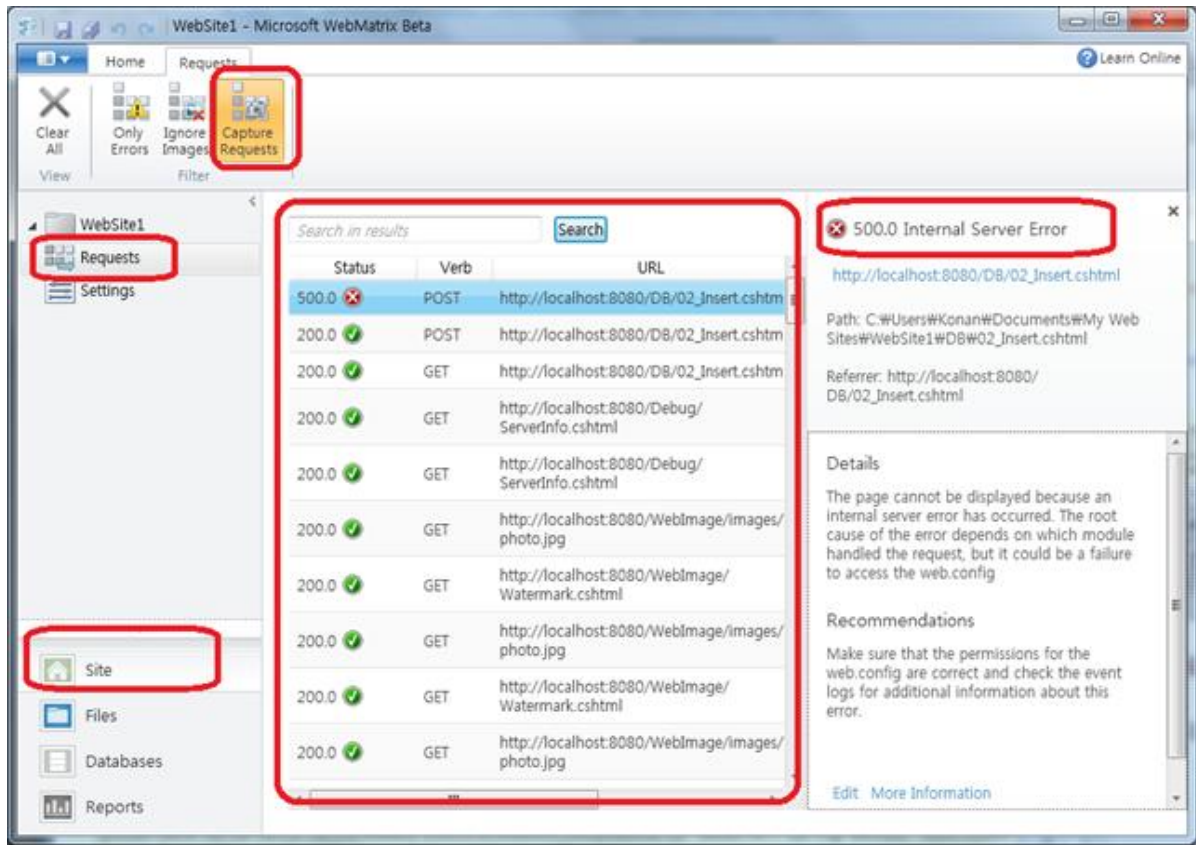 WebSite1 - Microsoft WebMatrix Beta
Home Requests
Learn Online
Clear All
Only Errors
Ignore Images
Capture Requests
View
Filter
WebSite1
Requests
Settings
Site
Files
Databases
Reports
Search in results
Search
Status Verb URL
500.0 POST http://localhost:8080/DB/02_Insert.cshtm
200.0 POST http://localhost:8080/DB/02_Insert.cshtm
200.0 GET http://localhost:8080/DB/02_Insert.cshtm
200.0 GET http://localhost:8080/Debug/
ServerInfo.cshtml
200.0 GET http://localhost:8080/Debug/
ServerInfo.cshtml
200.0 GET http://localhost:8080/WebImage/images/
photo.jpg
200.0 GET http://localhost:8080/WebImage/
Watermark.cshtml
200.0 GET http://localhost:8080/WebImage/images/
photo.jpg
200.0 GET http://localhost:8080/WebImage/
Watermark.cshtml
200.0 GET http://localhost:8080/WebImage/images/
photo.jpg
500.0 Internal Server Error
http://localhost:8080/DB/02_Insert.cshtml
Path: C:₩Users₩Konan₩Documents₩My Web
Sites₩WebSite1₩DB₩02_Insert.cshtml
Referrer: http://localhost:8080/
DB/02_Insert.cshtml
Details
The page cannot be displayed because an
internal server error has occurred. The root
cause of the error depends on which module
handled the request, but it could be a failure
to access the web.config
Recommendations
Make sure that the permissions for the
web.config are correct and check the event
logs for additional information about this
error.
Edit More Information